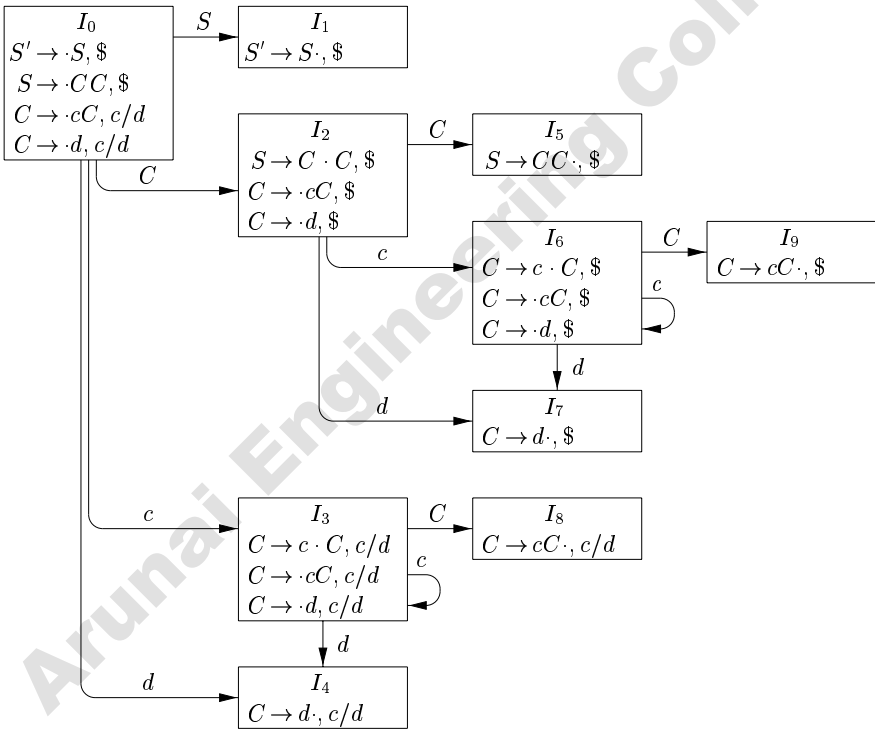 I₀
S' → ·S, $
S → ·CC, $
C → ·cC, c/d
C → ·d, c/d
S
I₁
S' → S·, $
C
I₂
S → C · C, $
C → ·cC, $
C → ·d, $
C
I₅
S → CC·, $
c
I₆
C → c · C, $
C → ·cC, $
C → ·d, $
c
C
I₉
C → cC·, $
d
d
I₇
C → d·, $
c
I₃
C → c · C, c/d
C → ·cC, c/d
C → ·d, c/d
c
C
I₈
C → cC·, c/d
d
d
I₄
C → d·, c/d
Arunai Engineering Coll